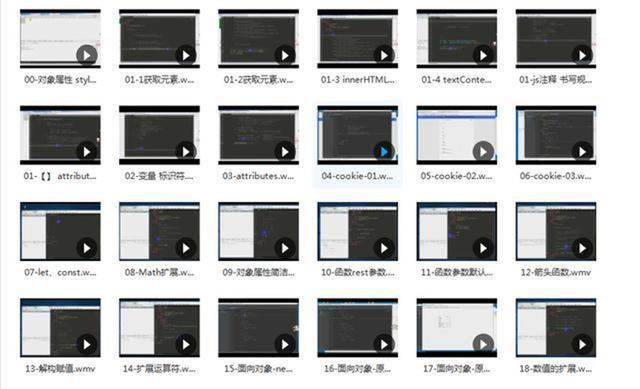 00-对象属性 styl...
01-1获取元素.w...
01-2获取元素.w...
01-3 innerHTML...
01-4 textConte...
01-js注释 书写规...
01-【】 attribut...
02-变量 标识符....
03-attributes.w...
04-cookie-01.w...
05-cookie-02.w...
06-cookie-03.w...
07-let、const.w...
08-Math扩展.w...
09-对象属性简洁...
10-函数rest参数....
11-函数参数默认...
12-箭头函数.wmv
13-解构赋值.wmv
14-扩展运算符.w...
15-面向对象-ne...
16-面向对象-原...
17-面向对象-原...
18-数值的扩展.w...